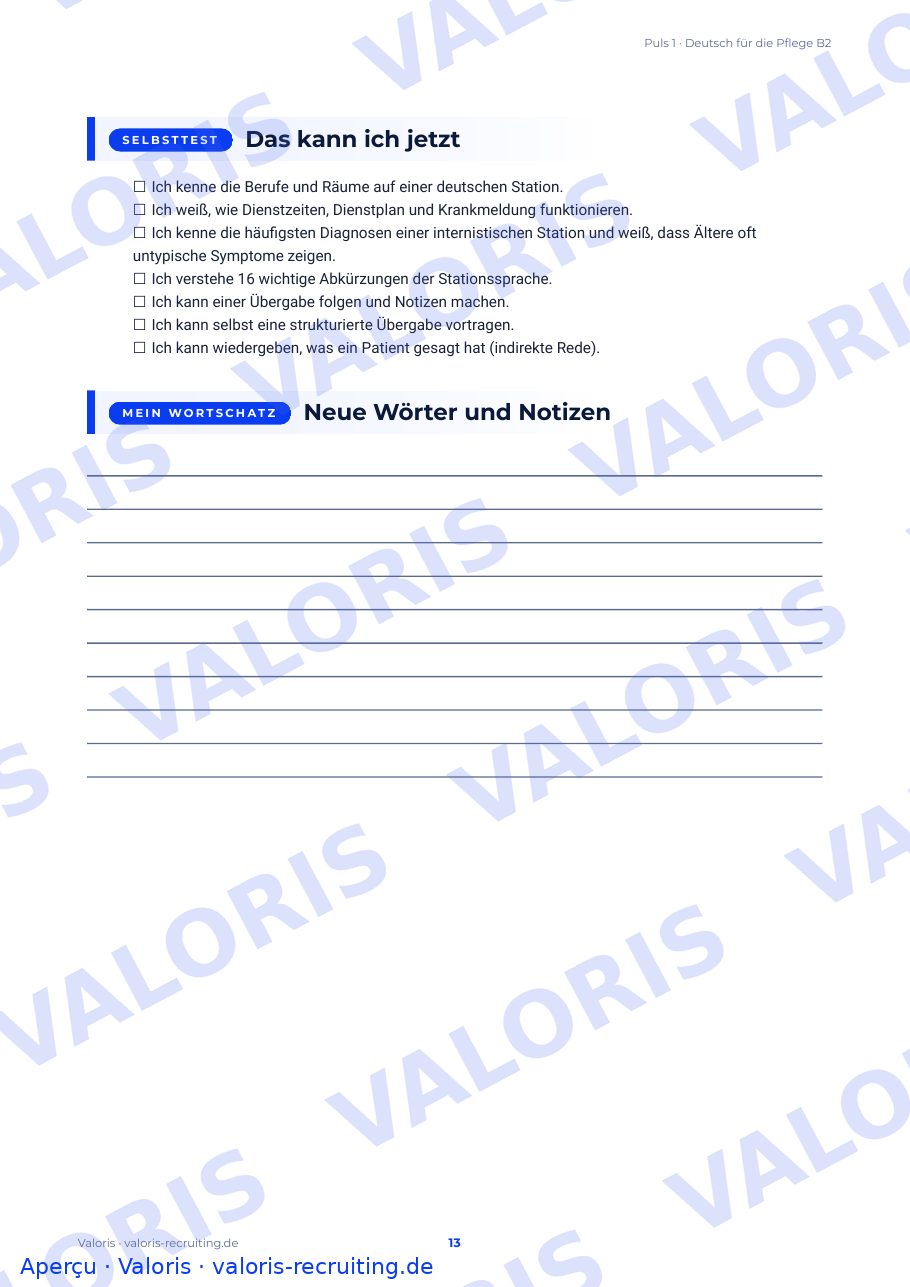 Puls 1 · Deutsch für die Pflege B2
SELBSTTEST Das kann ich jetzt
☐ Ich kenne die Berufe und Räume auf einer deutschen Station.
☐ Ich weiß, wie Dienstzeiten, Dienstplan und Krankmeldung funktionieren.
☐ Ich kenne die häufigsten Diagnosen einer internistischen Station und weiß, dass Ältere oft
untypische Symptome zeigen.
☐ Ich verstehe 16 wichtige Abkürzungen der Stationssprache.
☐ Ich kann einer Übergabe folgen und Notizen machen.
☐ Ich kann selbst eine strukturierte Übergabe vortragen.
☐ Ich kann wiedergeben, was ein Patient gesagt hat (indirekte Rede).
MEIN WORTSCHATZ Neue Wörter und Notizen
VALORIS
Valoris · valoris-recruiting.de 13
Aperçu · Valoris · valoris-recruiting.de